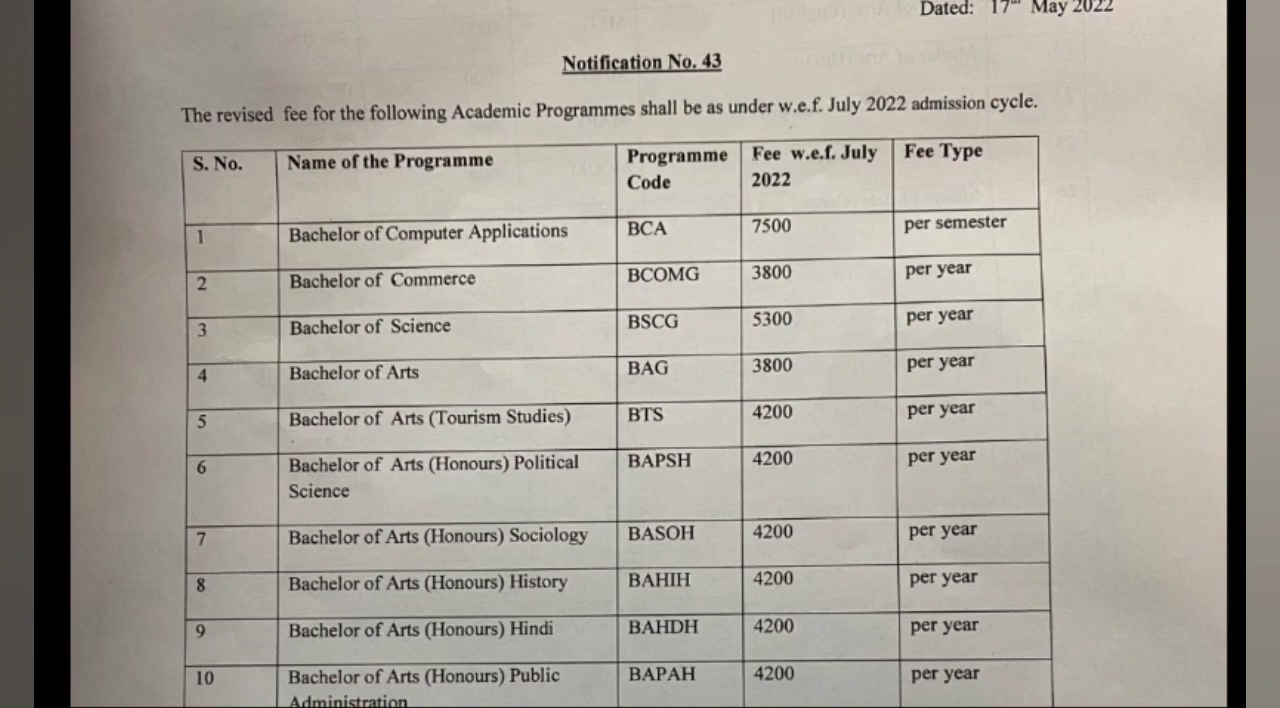 Dated: 17th May 2022
Notification No. 43
The revised fee for the following Academic Programmes shall be as under w.e.f. July 2022 admission cycle.
S. No. Name of the Programme Programme Code Fee w.e.f. July 2022 Fee Type
1 Bachelor of Computer Applications BCA 7500 per semester
2 Bachelor of Commerce BCOMG 3800 per year
3 Bachelor of Science BSCG 5300 per year
4 Bachelor of Arts BAG 3800 per year
5 Bachelor of Arts (Tourism Studies) BTS 4200 per year
6 Bachelor of Arts (Honours) Political Science BAPSH 4200 per year
7 Bachelor of Arts (Honours) Sociology BASOH 4200 per year
8 Bachelor of Arts (Honours) History BAHIH 4200 per year
9 Bachelor of Arts (Honours) Hindi BAHDH 4200 per year
10 Bachelor of Arts (Honours) Public Administration BAPAH 4200 per year